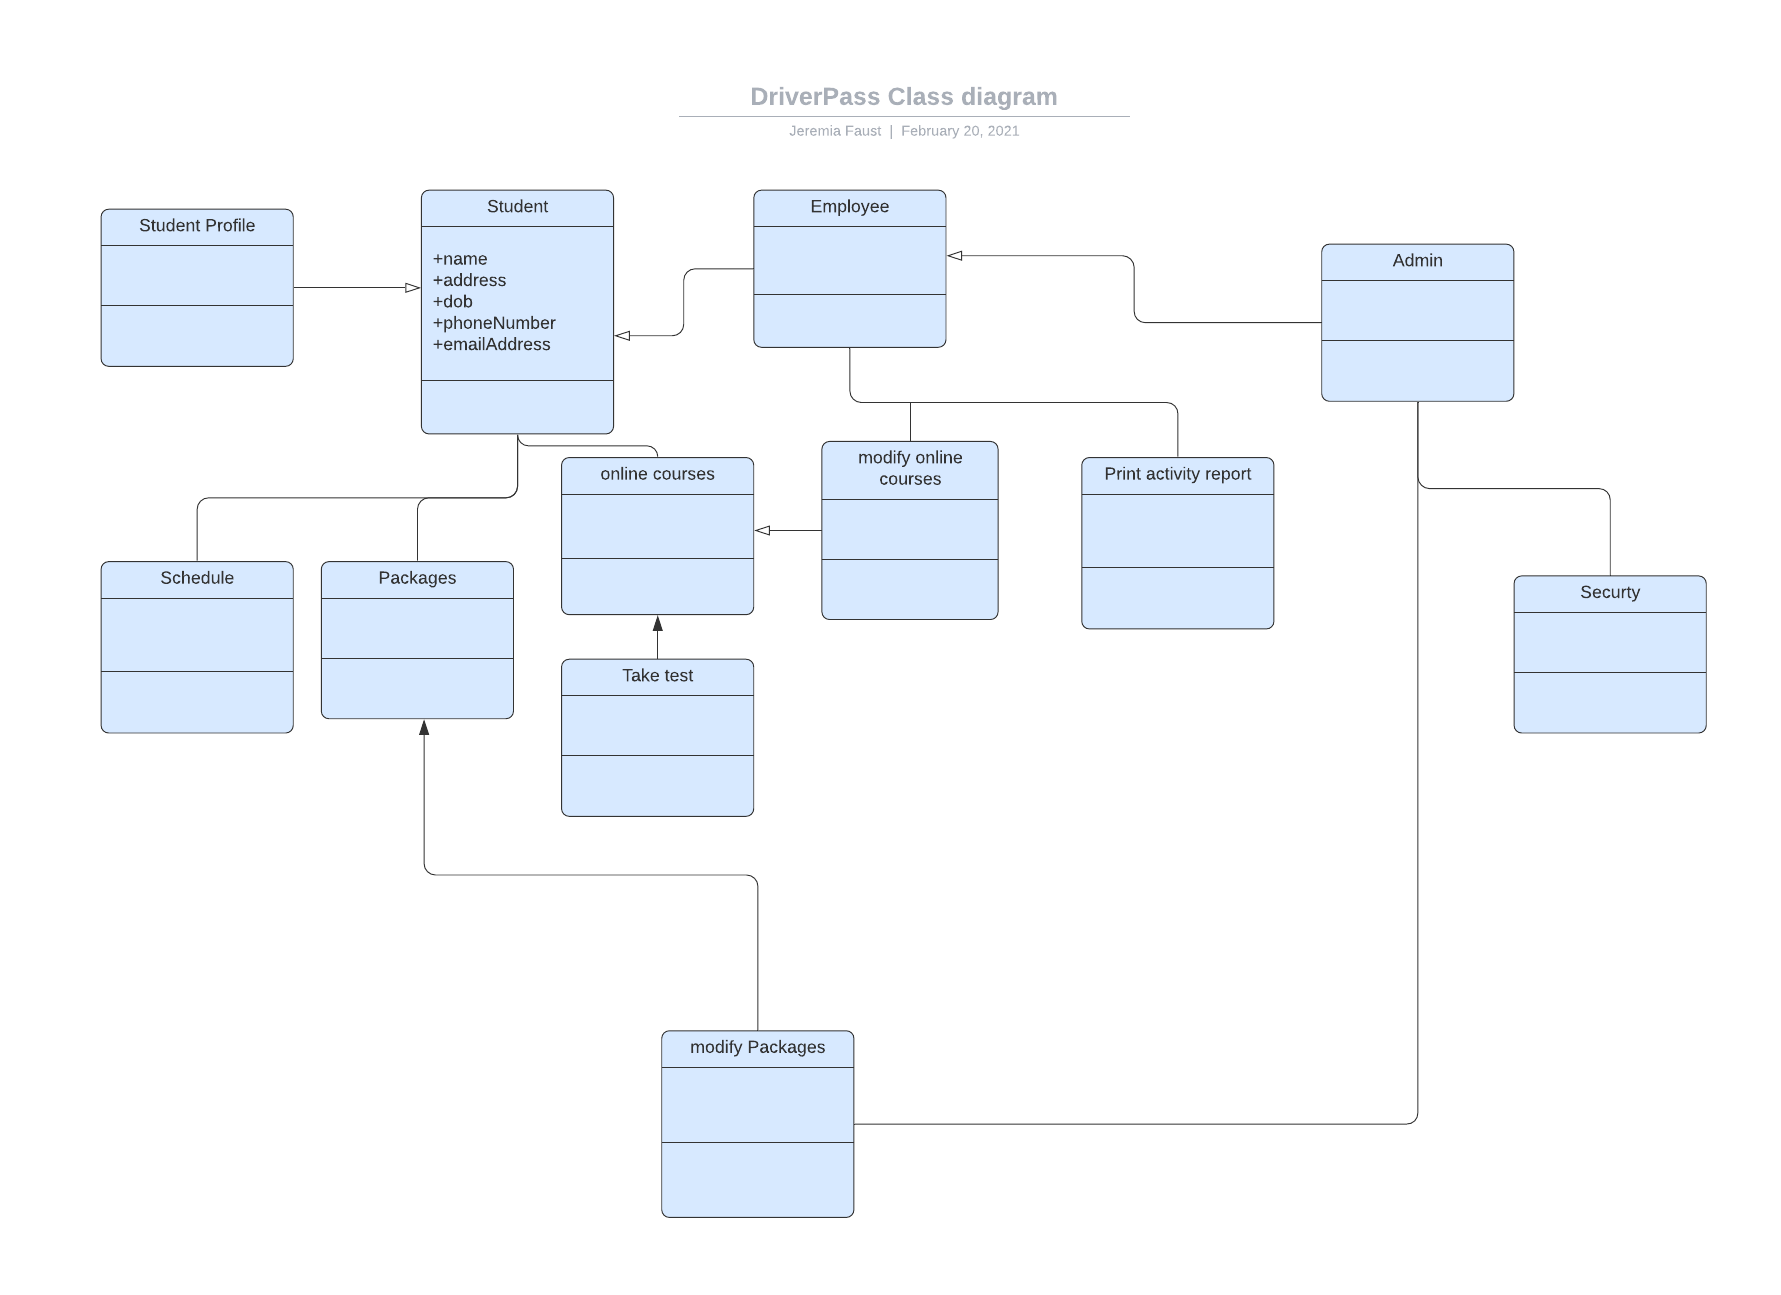 DriverPass Class diagram
Jeremia Faust | February 20, 2021
Student Profile
Student
+name
+address
+dob
+phoneNumber
+emailAddress
Employee
Admin
online courses
modify online
courses
Print activity report
Schedule
Packages
Securty
Take test
modify Packages